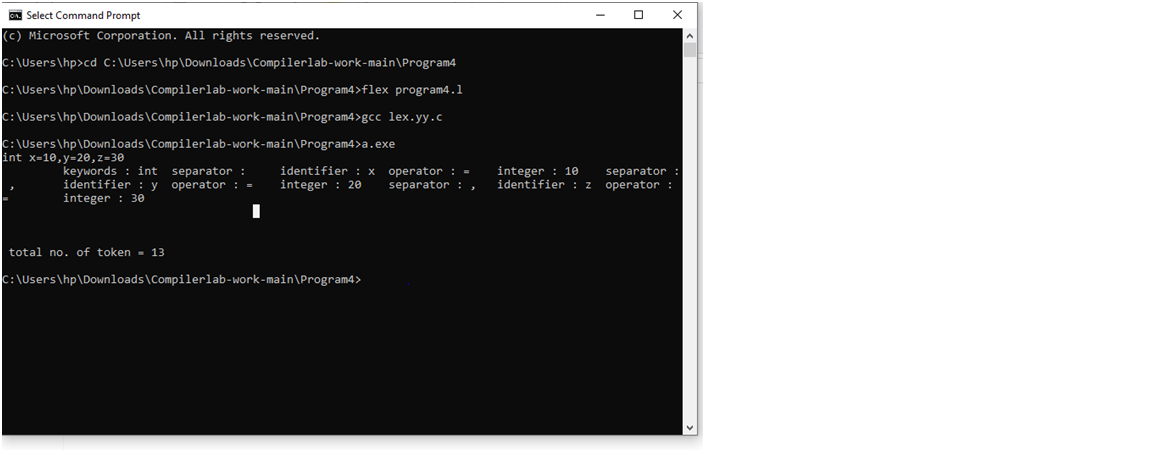 Select Command Prompt
(c) Microsoft Corporation. All rights reserved.
C:\Users\hp>cd C:\Users\hp\Downloads\Compilerlab-work-main\Program4
C:\Users\hp\Downloads\Compilerlab-work-main\Program4>flex program4.l
C:\Users\hp\Downloads\Compilerlab-work-main\Program4>gcc lex.yy.c
C:\Users\hp\Downloads\Compilerlab-work-main\Program4>a.exe
int x=10,y=20,z=30
keywords : int  separator :     identifier : x  operator : =    integer : 10    separator :
,       identifier : y  operator : =    integer : 20    separator : ,   identifier : z  operator :
=        integer : 30
total no. of token = 13
C:\Users\hp\Downloads\Compilerlab-work-main\Program4>